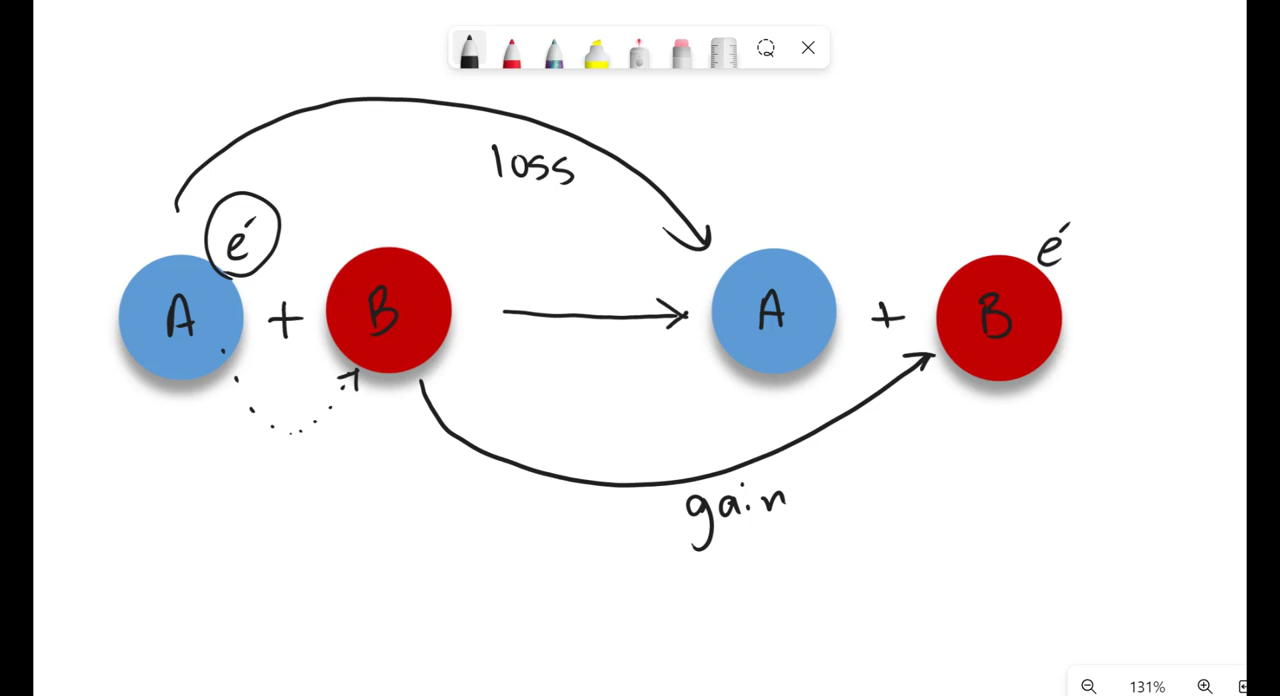 loss
é é
A + B → A + B
gain
131%